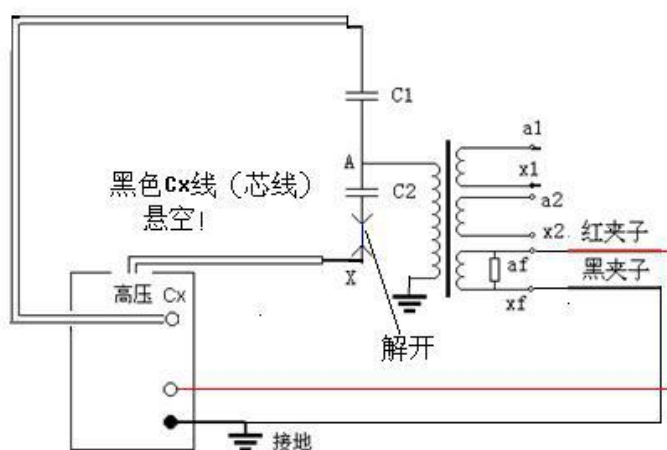 C1
a1
A
x1
黑色Cx线（芯线）
悬空！
C2
a2
x2
红夹子
af
黑夹子
X
高压 Cx
xf
解开
接地